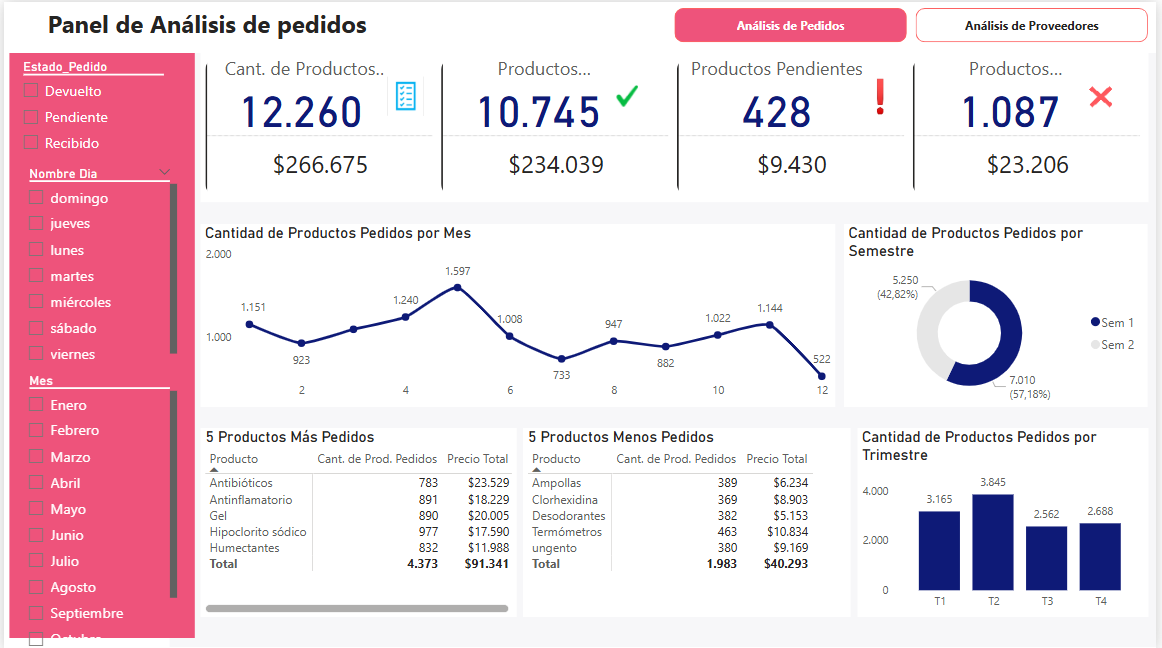 Panel de Análisis de pedidos
Análisis de Pedidos
Análisis de Proveedores
Estado_Pedido
Devuelto
Pendiente
Recibido
Nombre Dia
domingo
jueves
lunes
martes
miércoles
sábado
viernes
Mes
Enero
Febrero
Marzo
Abril
Mayo
Junio
Julio
Agosto
Septiembre
Octubre
Cant. de Productos..
12.260
$266.675
Productos...
10.745
$234.039
Productos Pendientes
428
$9.430
Productos...
1.087
$23.206
Cantidad de Productos Pedidos por Mes
2.000
1.000
1.151
923
1.240
1.597
1.008
733
947
882
1.022
1.144
522
2
4
6
8
10
12
Cantidad de Productos Pedidos por
Semestre
5.250
(42,82%)
7.010
(57,18%)
Sem 1
Sem 2
5 Productos Más Pedidos
Producto Cant. de Prod. Pedidos Precio Total
Antibióticos 783 $23.529
Antinflamatorio 891 $18.229
Gel 890 $20.005
Hipoclorito sódico 977 $17.590
Humectantes 832 $11.988
Total 4.373 $91.341
5 Productos Menos Pedidos
Producto Cant. de Prod. Pedidos Precio Total
Ampollas 389 $6.234
Clorhexidina 369 $8.903
Desodorantes 382 $5.153
Termómetros 463 $10.834
ungento 380 $9.169
Total 1.983 $40.293
Cantidad de Productos Pedidos por
Trimestre
4.000
2.000
0
3.165
3.845
2.562
2.688
T1
T2
T3
T4